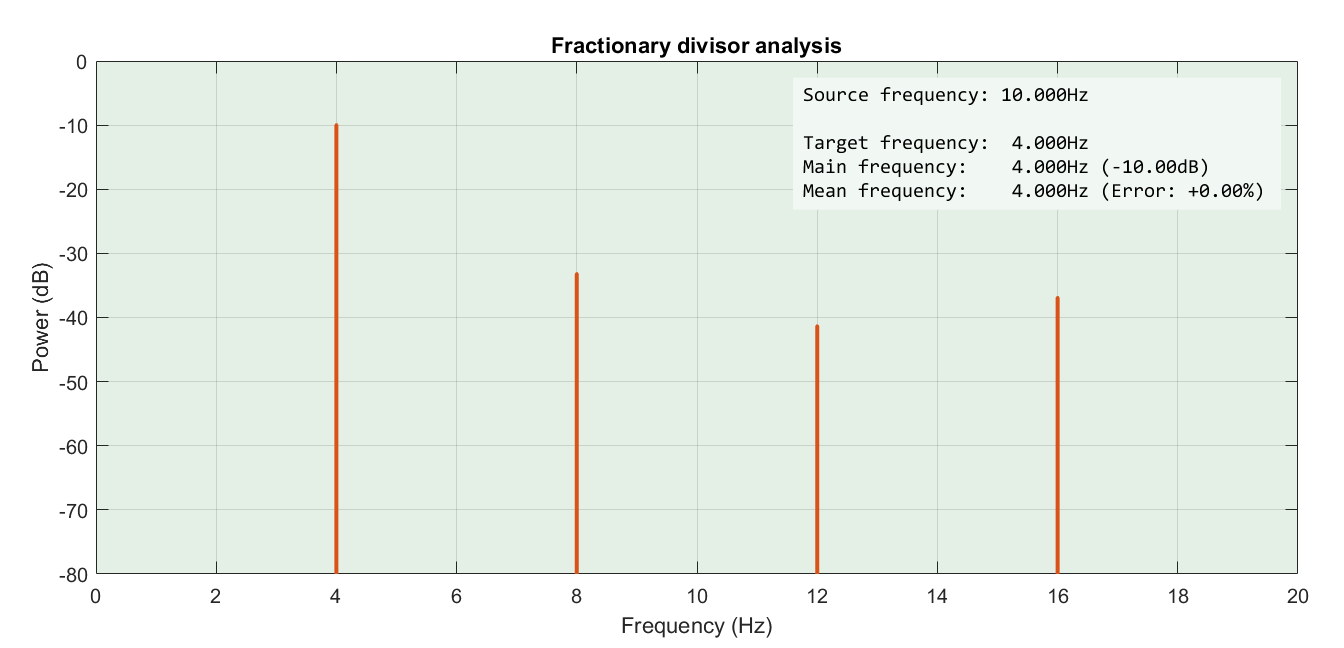 Fractionary divisor analysis
Source frequency: 10.000Hz
Target frequency:  4.000Hz
Main frequency:    4.000Hz (-10.00dB)
Mean frequency:    4.000Hz (Error: +0.00%)
Power (dB)
0
-10
-20
-30
-40
-50
-60
-70
-80
0 2 4 6 8 10 12 14 16 18 20
Frequency (Hz)